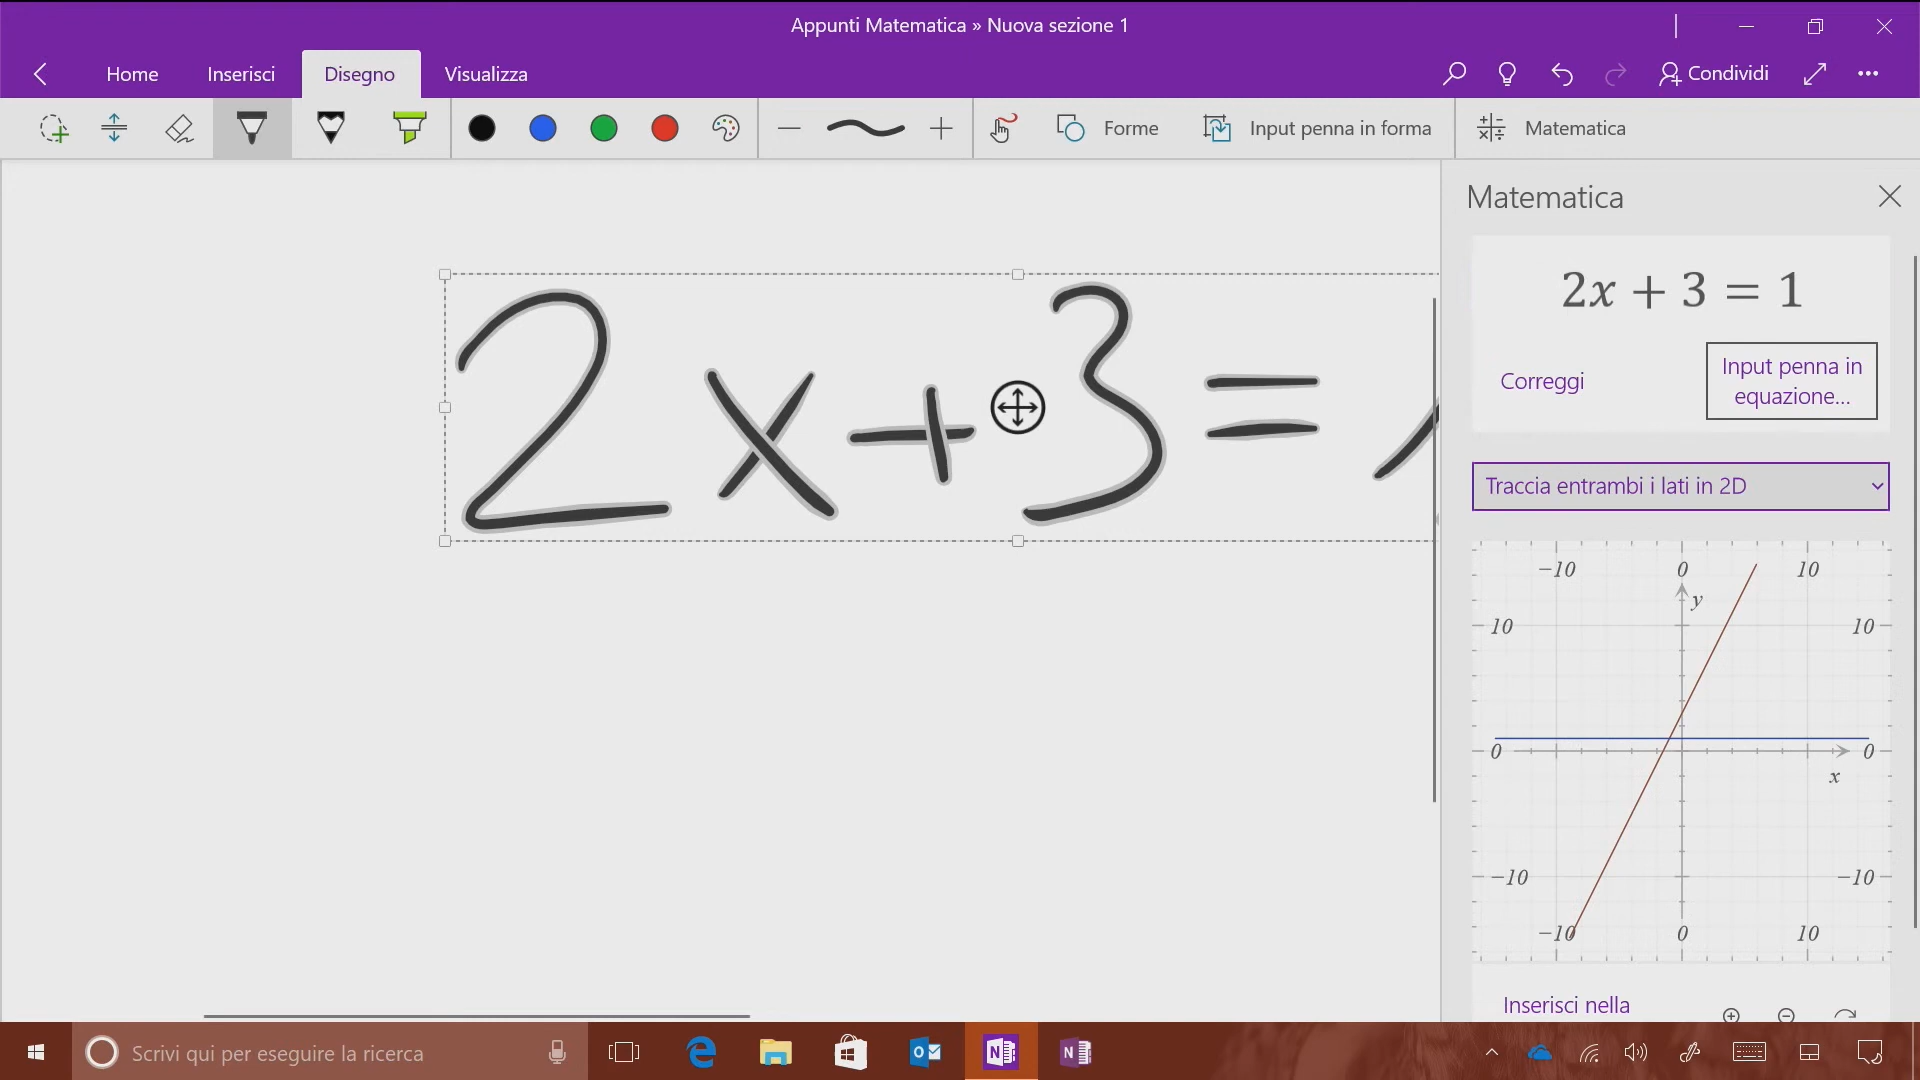 Appunti Matematica » Nuova sezione 1
Home Inserisci Disegno Visualizza Condividi
Forme Input penna in forma Matematica
Matematica
2x + 3 = 1
Correggi
Input penna in
equazione...
Traccia entrambi i lati in 2D
2x+3=
−10 0 10
y
10 10
0 0
x
−10 −10
−10 0 10
Inserisci nella
Scrivi qui per eseguire la ricerca